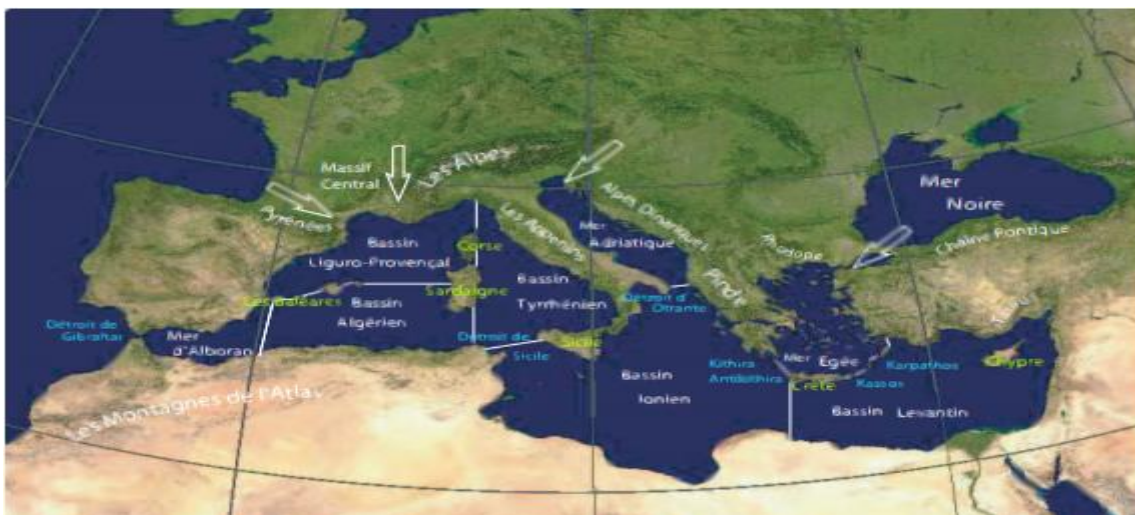 Massif
Central
Les Alpes
Pyrénées
Mer
Noire
Alpes Dinariques
Les Appenins
Mer
Adriatique
Rhodope
Chaîne Pontique
Bassin
Liguro-Provençal
Corse
Pinde
Les Baléares
Bassin
Algérien
Sardaigne
Bassin
Tyrrhénien
Détroit d'
Otrante
Détroit de
Gibraltar
Mer
d'Alboran
Détroit de
Sicile
Sicile
Kithira
Antikithira
Mer Egée
Karpathos
Kassos
Chypre
Crète
Bassin
Ionien
Bassin Levantin
Les Montagnes de l'Atlas